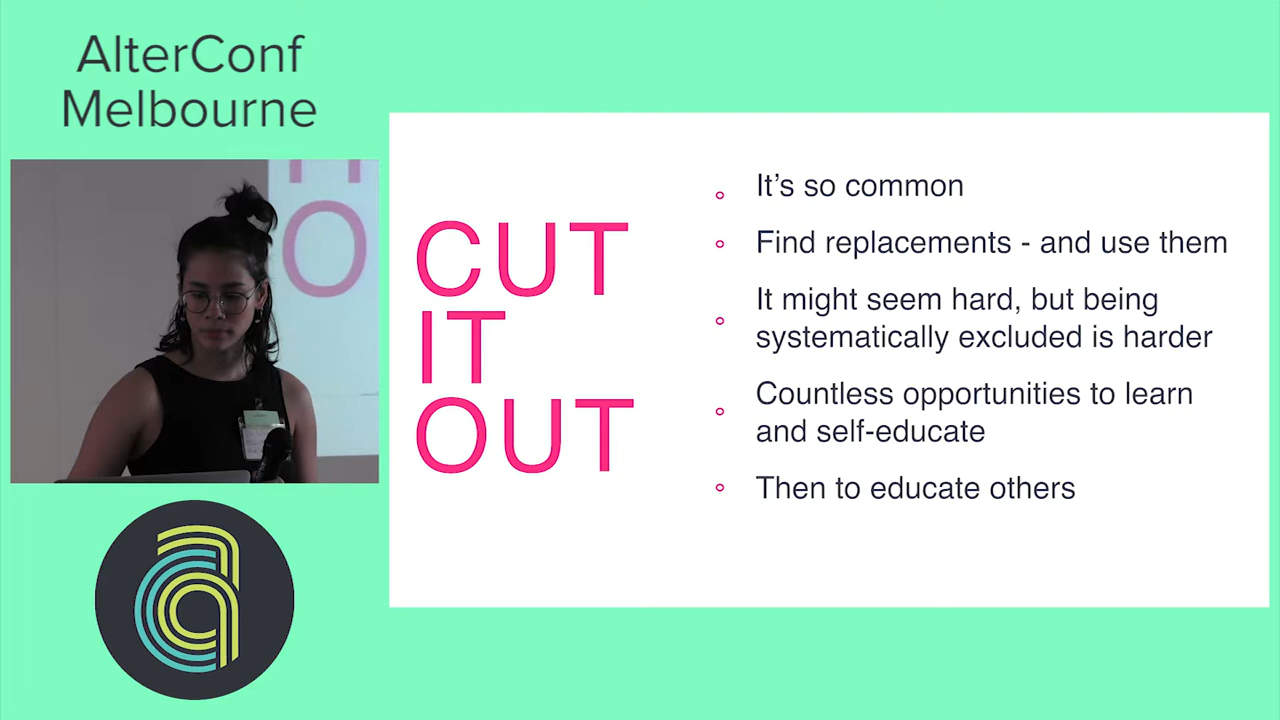 AlterConf
Melbourne
CUT
IT
OUT
It's so common
Find replacements - and use them
It might seem hard, but being
systematically excluded is harder
Countless opportunities to learn
and self-educate
Then to educate others